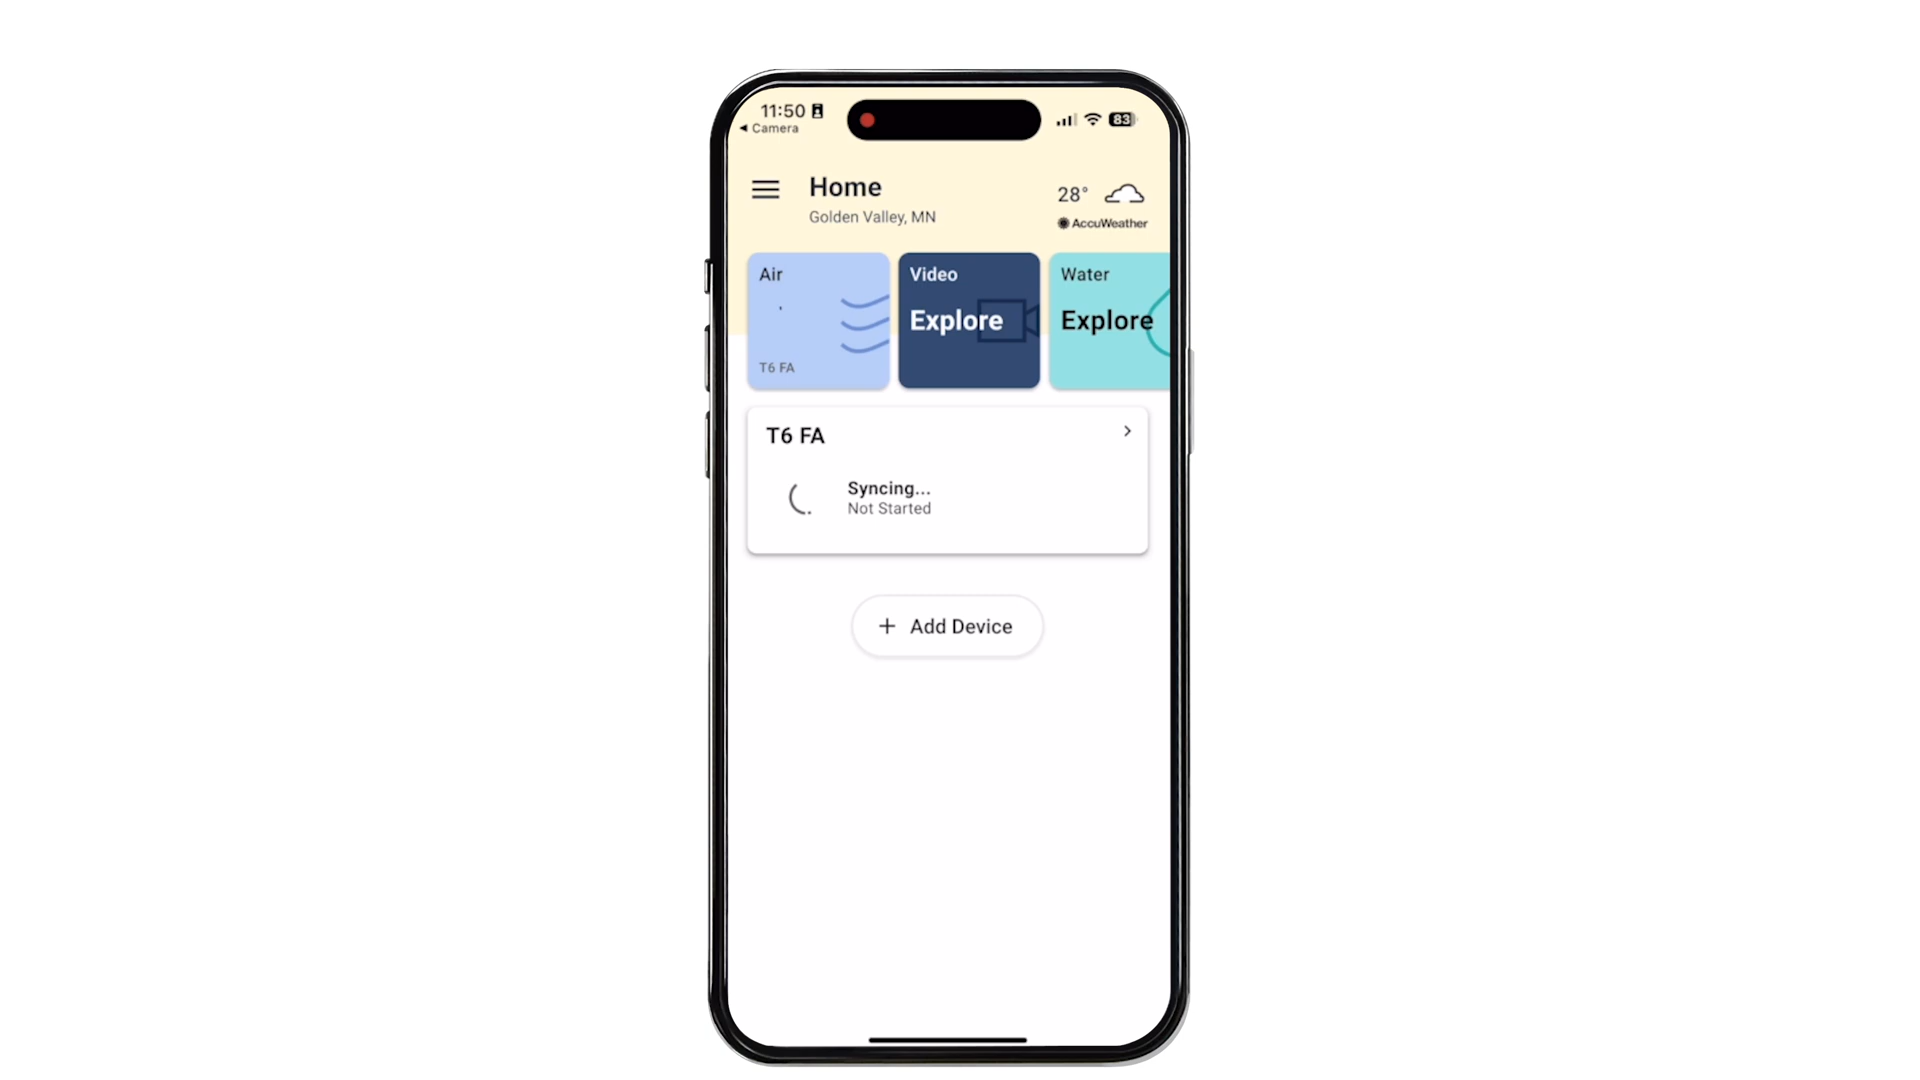 11:50
◀ Camera
83
Home
Golden Valley, MN
28°
AccuWeather
Air
T6 FA
Video
Explore
Water
Explore
T6 FA
Syncing...
Not Started
+ Add Device